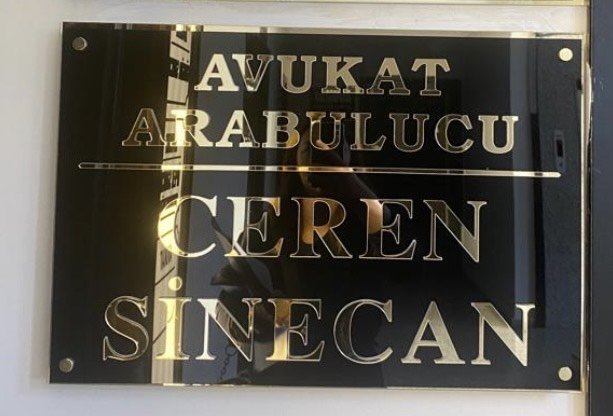 AVUKAT
ARABULUCU
CEREN
SİNECAN